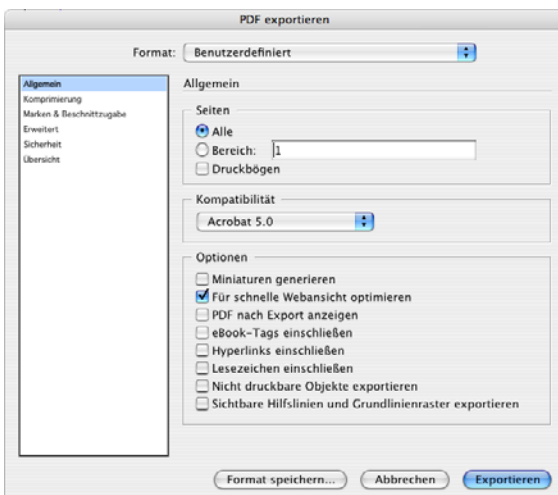 PDF exportieren
Format: Benutzerdefiniert
Allgemein
Komprimierung
Marken & Beschnittzugabe
Erweitert
Sicherheit
Übersicht
Allgemein
Seiten
Alle
Bereich: 1
Druckbögen
Kompatibilität
Acrobat 5.0
Optionen
Miniaturen generieren
Für schnelle Webansicht optimieren
PDF nach Export anzeigen
eBook-Tags einschließen
Hyperlinks einschließen
Lesezeichen einschließen
Nicht druckbare Objekte exportieren
Sichtbare Hilfslinien und Grundlinienraster exportieren
Format speichern... Abbrechen Exportieren